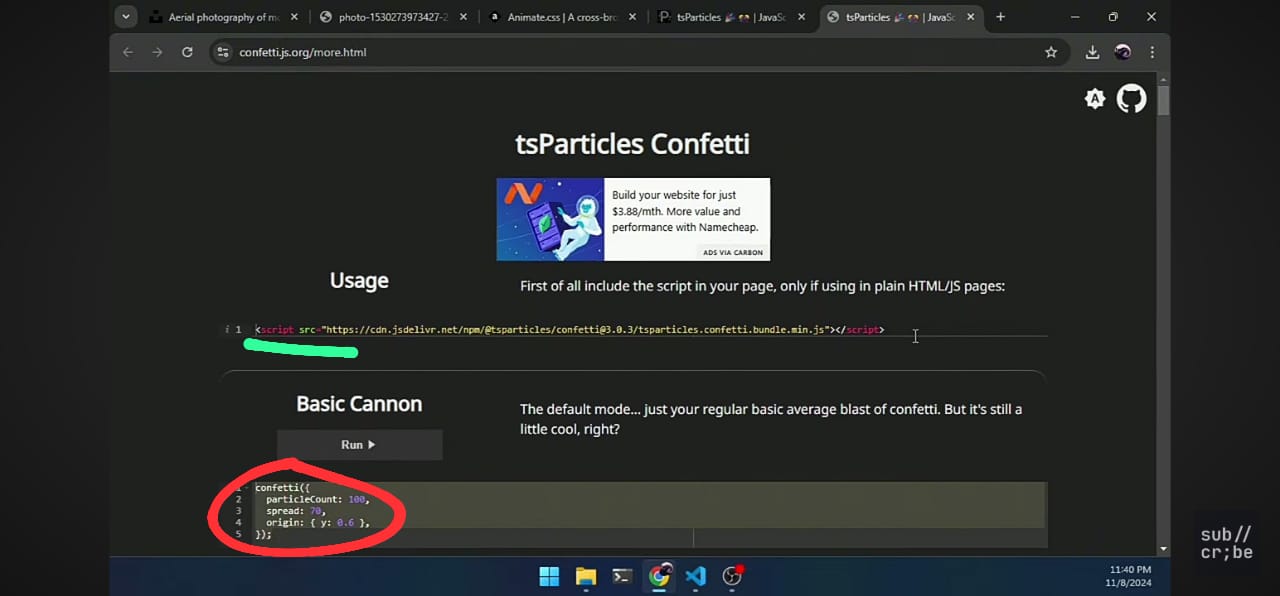 Aerial photography of mo
photo-1530273973427-2
Animate.css | A cross-bro
tsParticles 🎉 🎊 | JavaSc
tsParticles 🎉 🎊 | JavaSc
confetti.js.org/more.html
tsParticles Confetti
Build your website for just
$3.88/mth. More value and
performance with Namecheap.
ADS VIA CARBON
Usage
First of all include the script in your page, only if using in plain HTML/JS pages:
i 1 <script src="https://cdn.jsdelivr.net/npm/@tsparticles/confetti@3.0.3/tsparticles.confetti.bundle.min.js"></script>
Basic Cannon
The default mode... just your regular basic average blast of confetti. But it's still a
little cool, right?
Run
1 confetti({
2 particleCount: 100,
3 spread: 70,
4 origin: { y: 0.6 },
5 });
sub//
cr;be
11:40 PM
11/8/2024